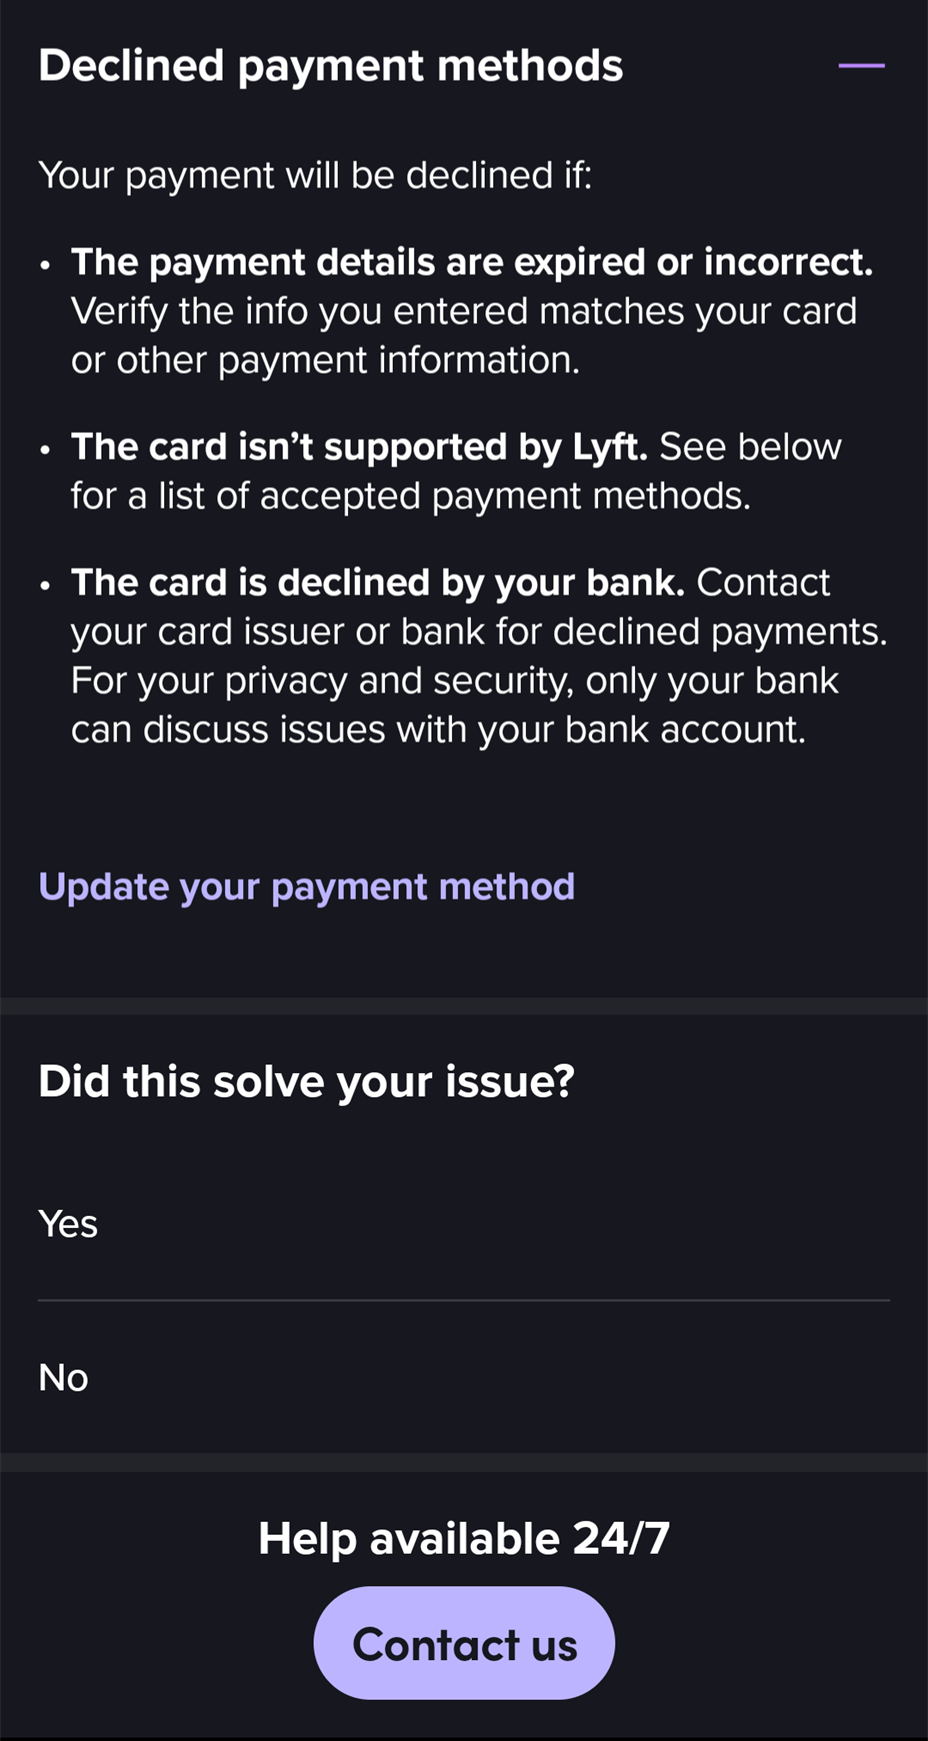 Declined payment methods
Your payment will be declined if:
• The payment details are expired or incorrect.
Verify the info you entered matches your card
or other payment information.
• The card isn’t supported by Lyft. See below
for a list of accepted payment methods.
• The card is declined by your bank. Contact
your card issuer or bank for declined payments.
For your privacy and security, only your bank
can discuss issues with your bank account.
Update your payment method
Did this solve your issue?
Yes
No
Help available 24/7
Contact us